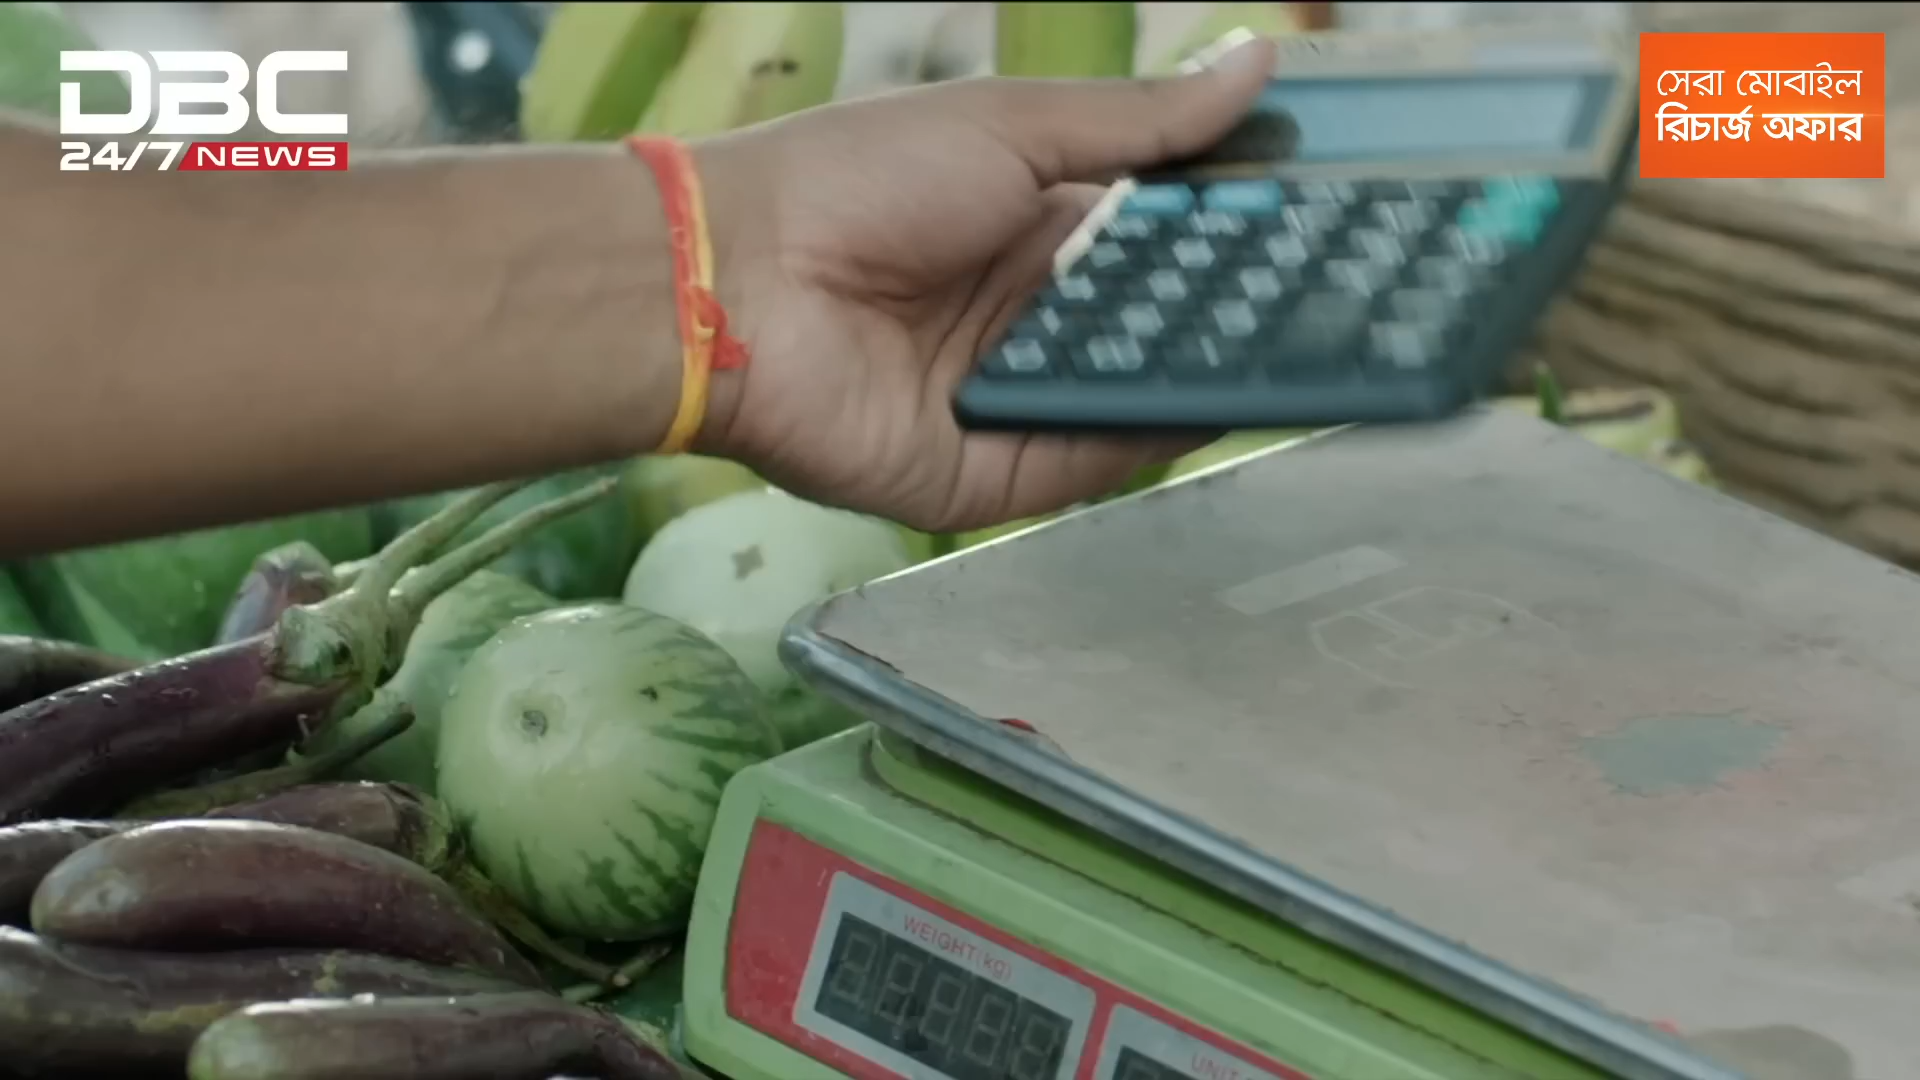 DBC
24/7 NEWS
সেরা মোবাইল
রিচার্জ অফার
WEIGHT(kg)